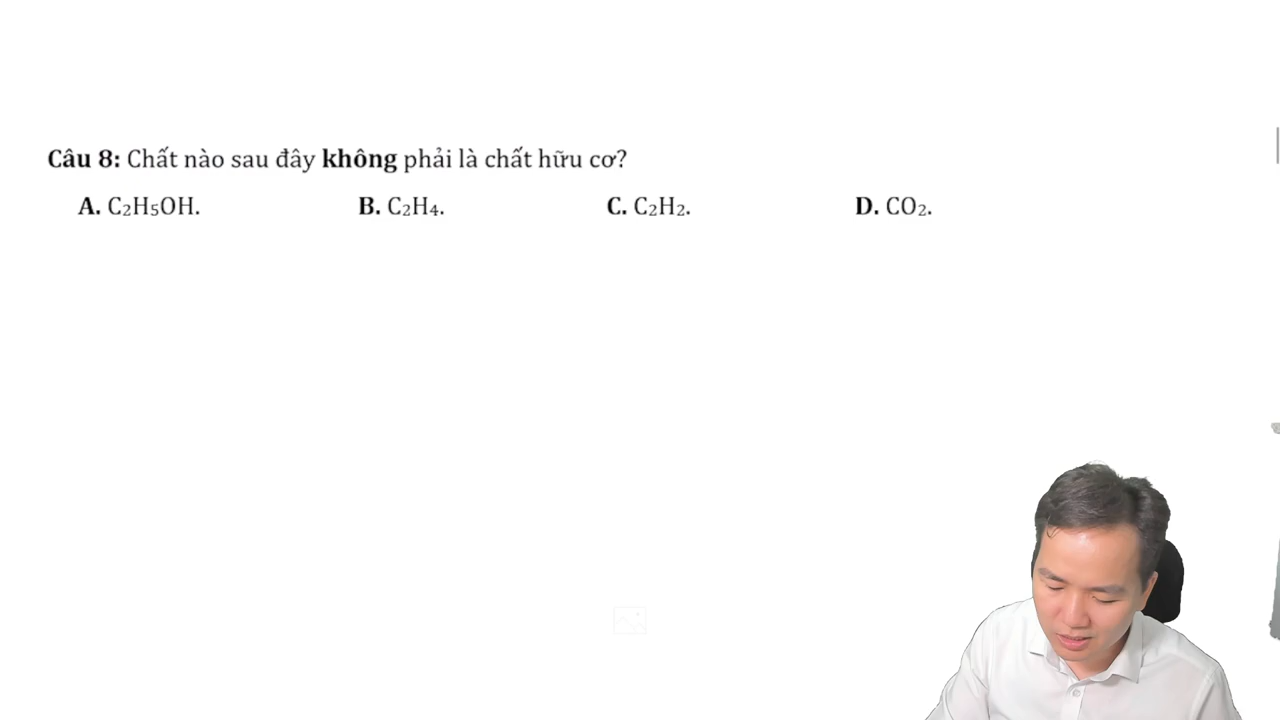 Câu 8: Chất nào sau đây không phải là chất hữu cơ?
A. C₂H₅OH. B. C₂H₄. C. C₂H₂. D. CO₂.